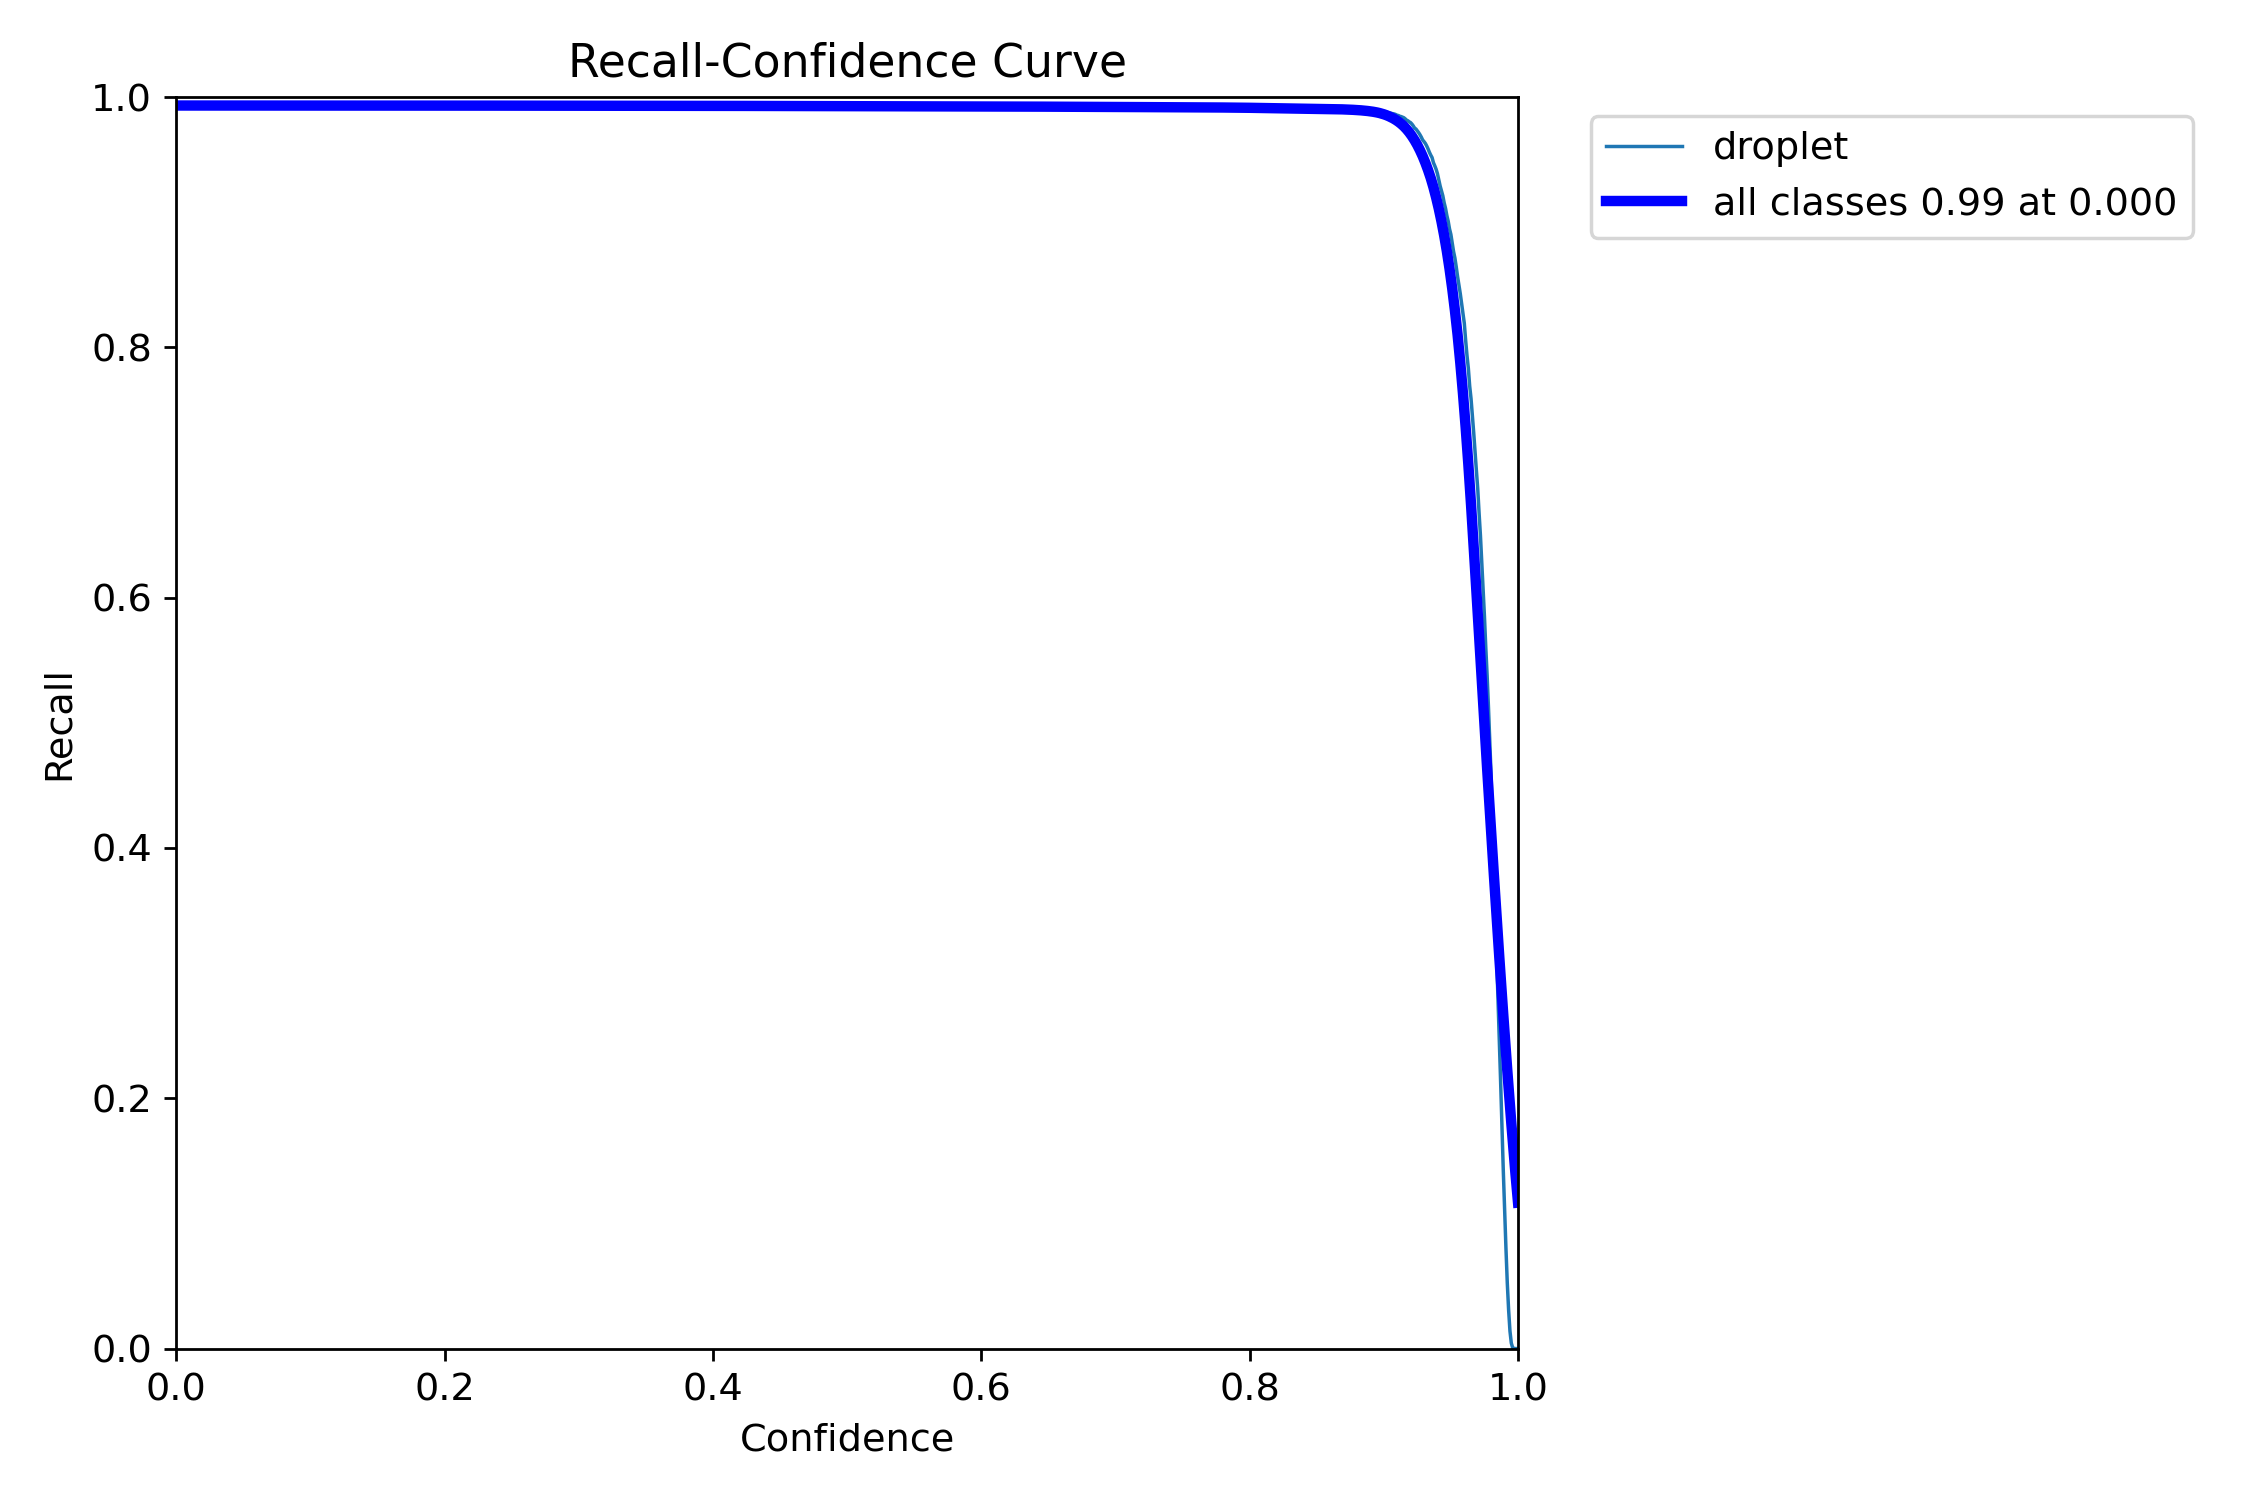 Recall-Confidence Curve
1.0
0.8
0.6
0.4
0.2
0.0
Recall
0.0 0.2 0.4 0.6 0.8 1.0
Confidence
droplet
all classes 0.99 at 0.000